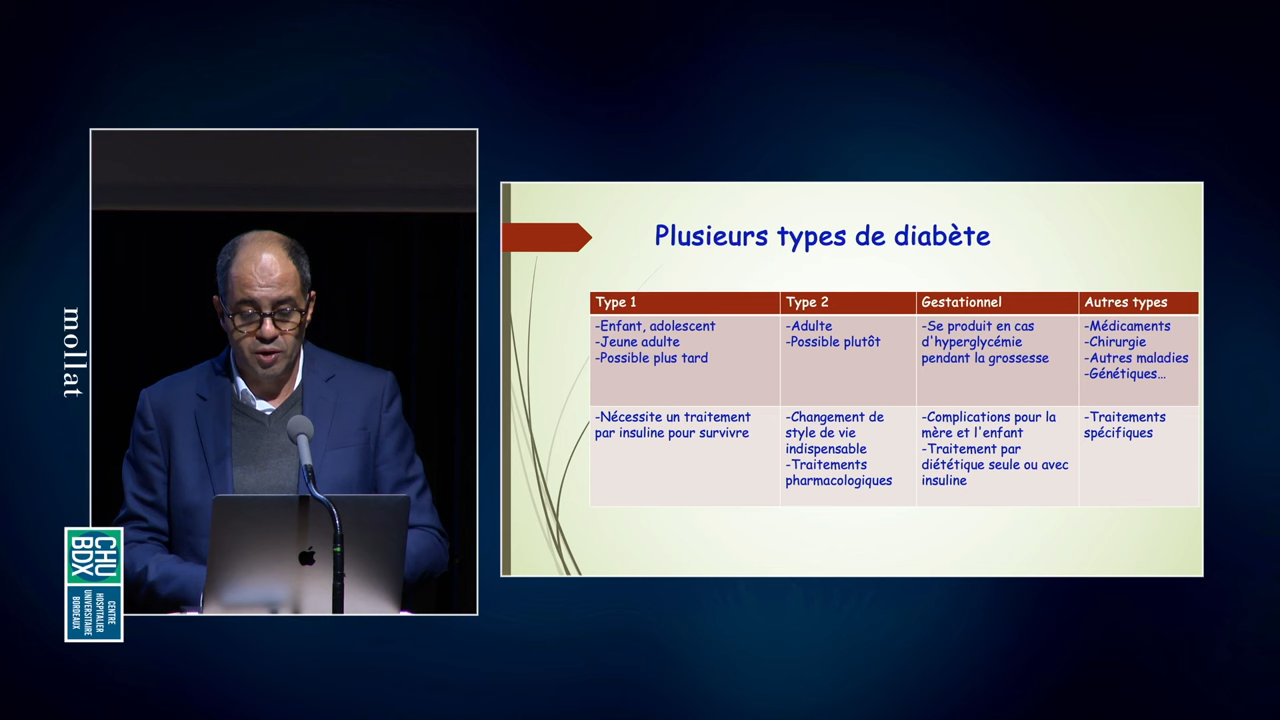 mollat
CHU
BDX
CENTRE
HOSPITALIER
UNIVERSITAIRE
BORDEAUX
Plusieurs types de diabète
Type 1
-Enfant, adolescent
-Jeune adulte
-Possible plus tard
-Nécessite un traitement
par insuline pour survivre
Type 2
-Adulte
-Possible plutôt
-Changement de
style de vie
indispensable
-Traitements
pharmacologiques
Gestationnel
-Se produit en cas
d'hyperglycémie
pendant la grossesse
-Complications pour la
mère et l'enfant
-Traitement par
diététique seule ou avec
insuline
Autres types
-Médicaments
-Chirurgie
-Autres maladies
-Génétiques…
-Traitements
spécifiques